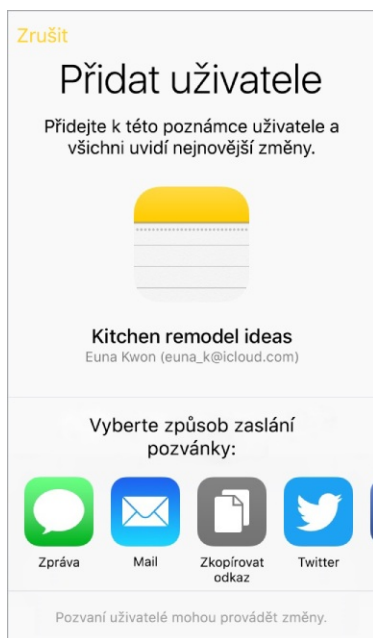 Zrušit
Přidat uživatele
Přidejte k této poznámce uživatele a
všichni uvidí nejnovější změny.
Kitchen remodel ideas
Euna Kwon (euna_k@icloud.com)
Vyberte způsob zaslání
pozvánky:
Zpráva
Mail
Zkopírovat
odkaz
Twitter
Pozvaní uživatelé mohou provádět změny.